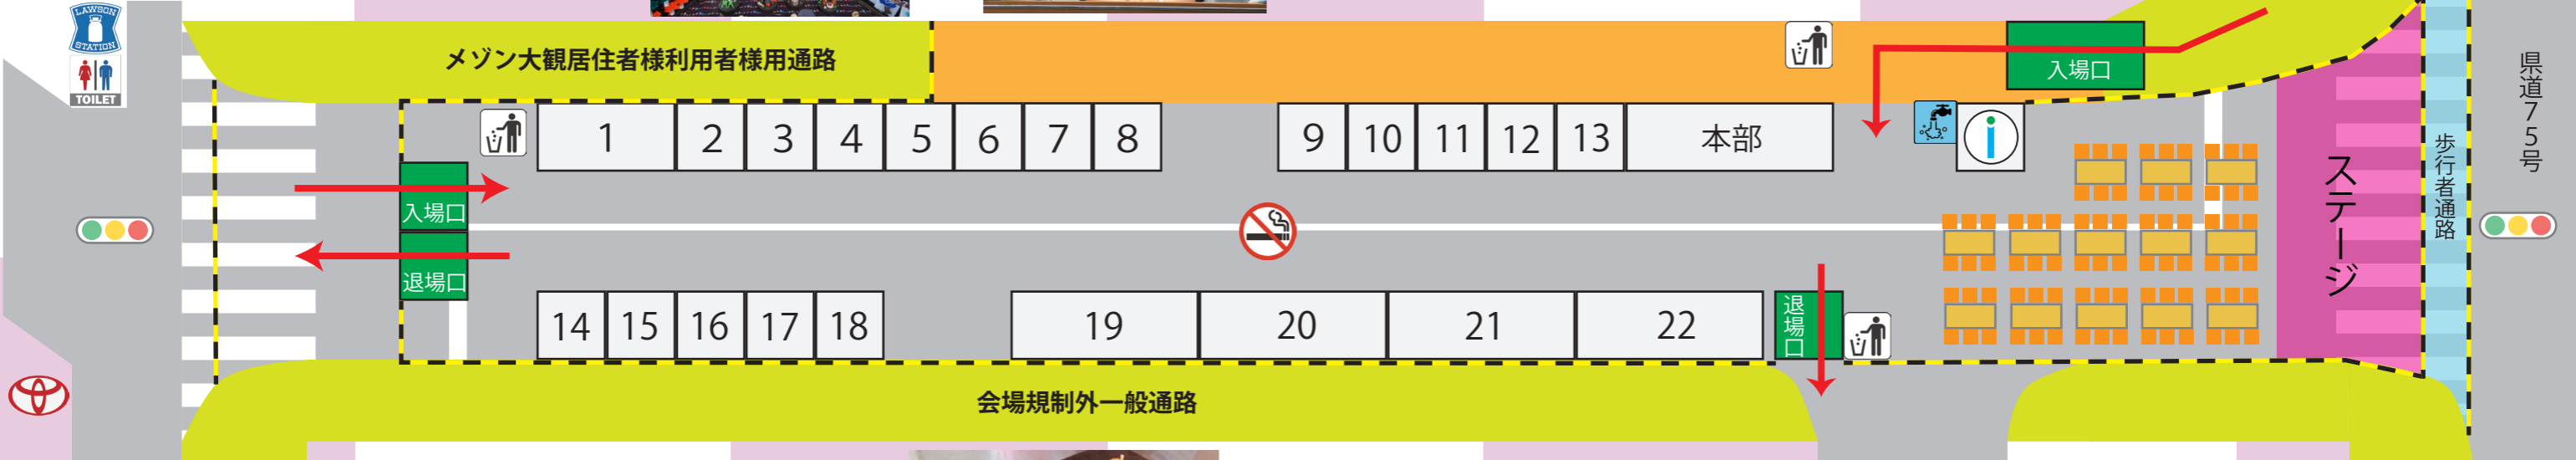 LAWSON
STATION
TOILET
メゾン大観居住者様利用者様用通路
入場口
県道75号
1 2 3 4 5 6 7 8 9 10 11 12 13 本部
i
ステージ
歩行者通路
入場口
退場口
14 15 16 17 18 19 20 21 22
退場口
会場規制外一般通路